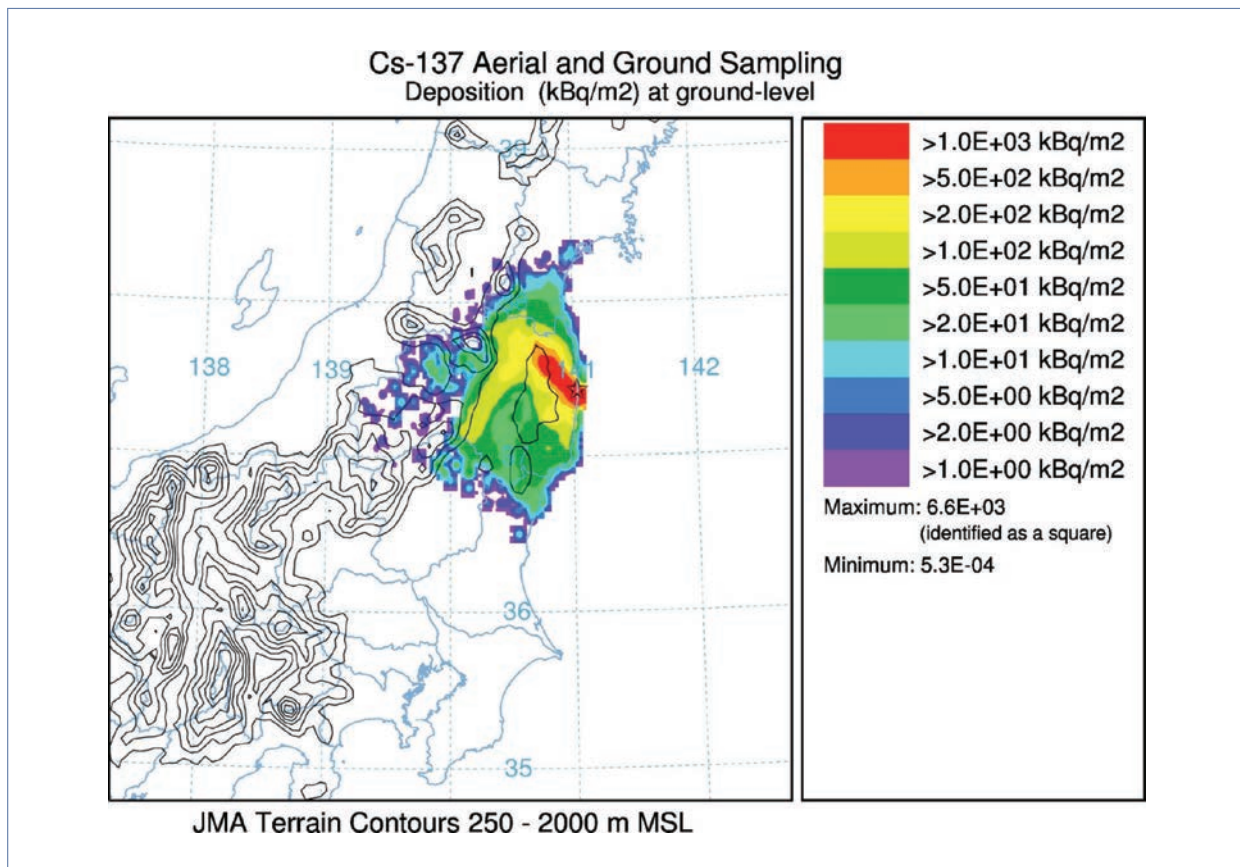 Cs-137 Aerial and Ground Sampling
Deposition (kBq/m2) at ground-level
39
138
139
141
142
36
35
>1.0E+03 kBq/m2
>5.0E+02 kBq/m2
>2.0E+02 kBq/m2
>1.0E+02 kBq/m2
>5.0E+01 kBq/m2
>2.0E+01 kBq/m2
>1.0E+01 kBq/m2
>5.0E+00 kBq/m2
>2.0E+00 kBq/m2
>1.0E+00 kBq/m2
Maximum: 6.6E+03
(identified as a square)
Minimum: 5.3E-04
JMA Terrain Contours 250 - 2000 m MSL